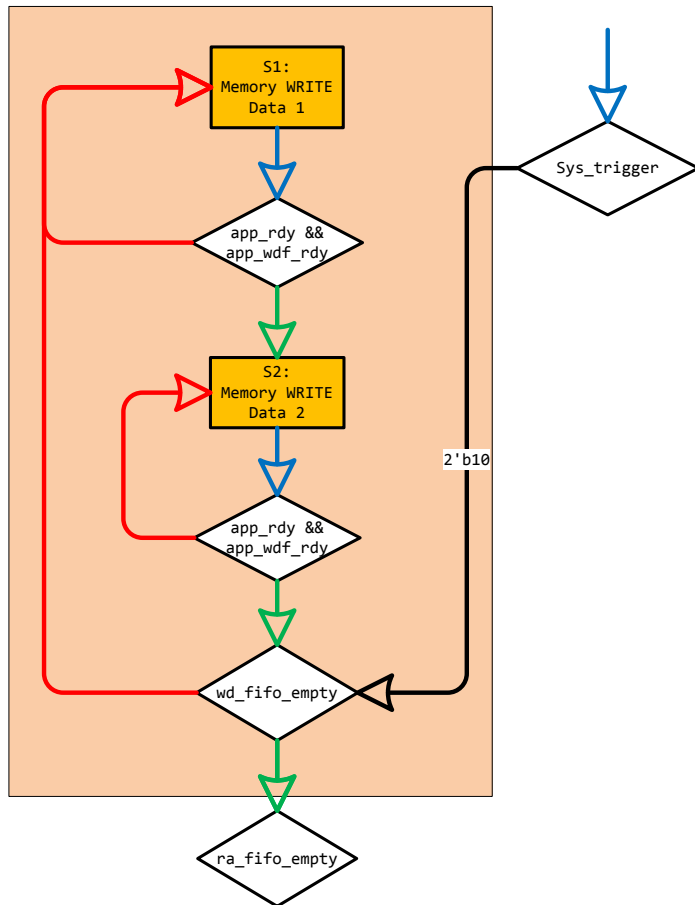 S1:
Memory WRITE
Data 1
Sys_trigger
app_rdy &&
app_wdf_rdy
S2:
Memory WRITE
Data 2
2'b10
app_rdy &&
app_wdf_rdy
wd_fifo_empty
ra_fifo_empty